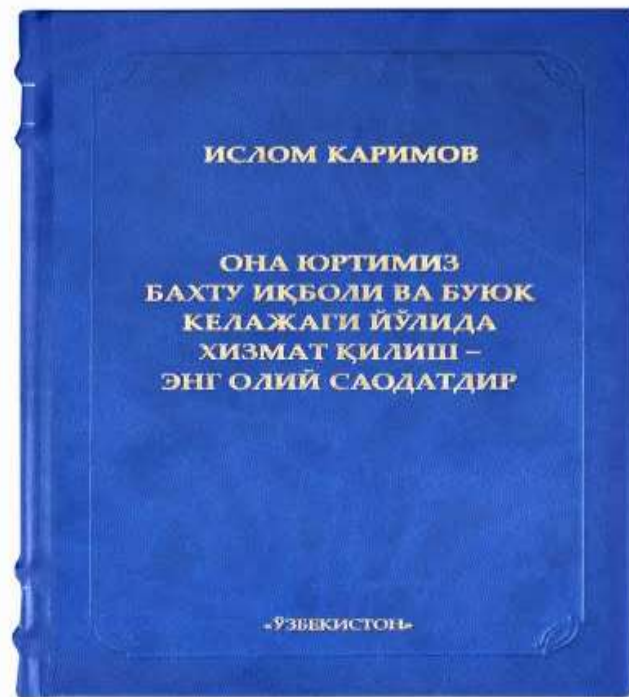 ИСЛОМ КАРИМОВ
ОНА ЮРТИМИЗ
БАХТУ ИҚБОЛИ ВА БУЮК
КЕЛАЖАГИ ЙЎЛИДА
ХИЗМАТ ҚИЛИШ –
ЭНГ ОЛИЙ САОДАТДИР
«ЎЗБЕКИСТОН»